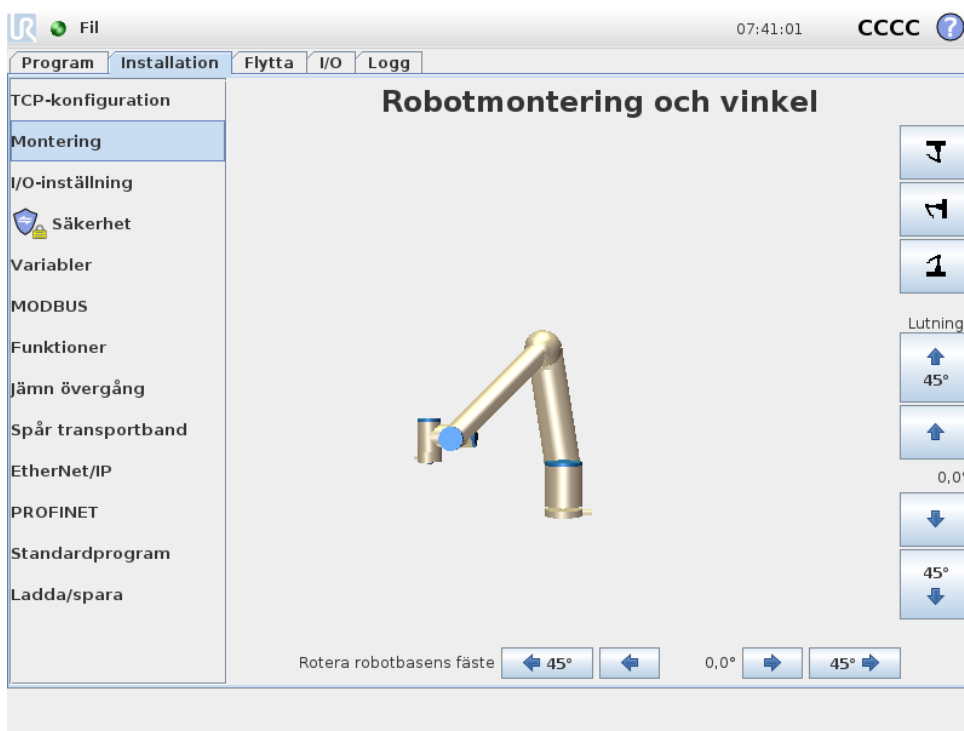 UR Fil 07:41:01 CCCC ?
Program Installation Flytta I/O Logg
TCP-konfiguration
Montering
I/O-inställning
Säkerhet
Variabler
MODBUS
Funktioner
Jämn övergång
Spår transportband
EtherNet/IP
PROFINET
Standardprogram
Ladda/spara
Robotmontering och vinkel
Lutning
45°
0,0°
45°
Rotera robotbasens fäste 45° 0,0° 45°